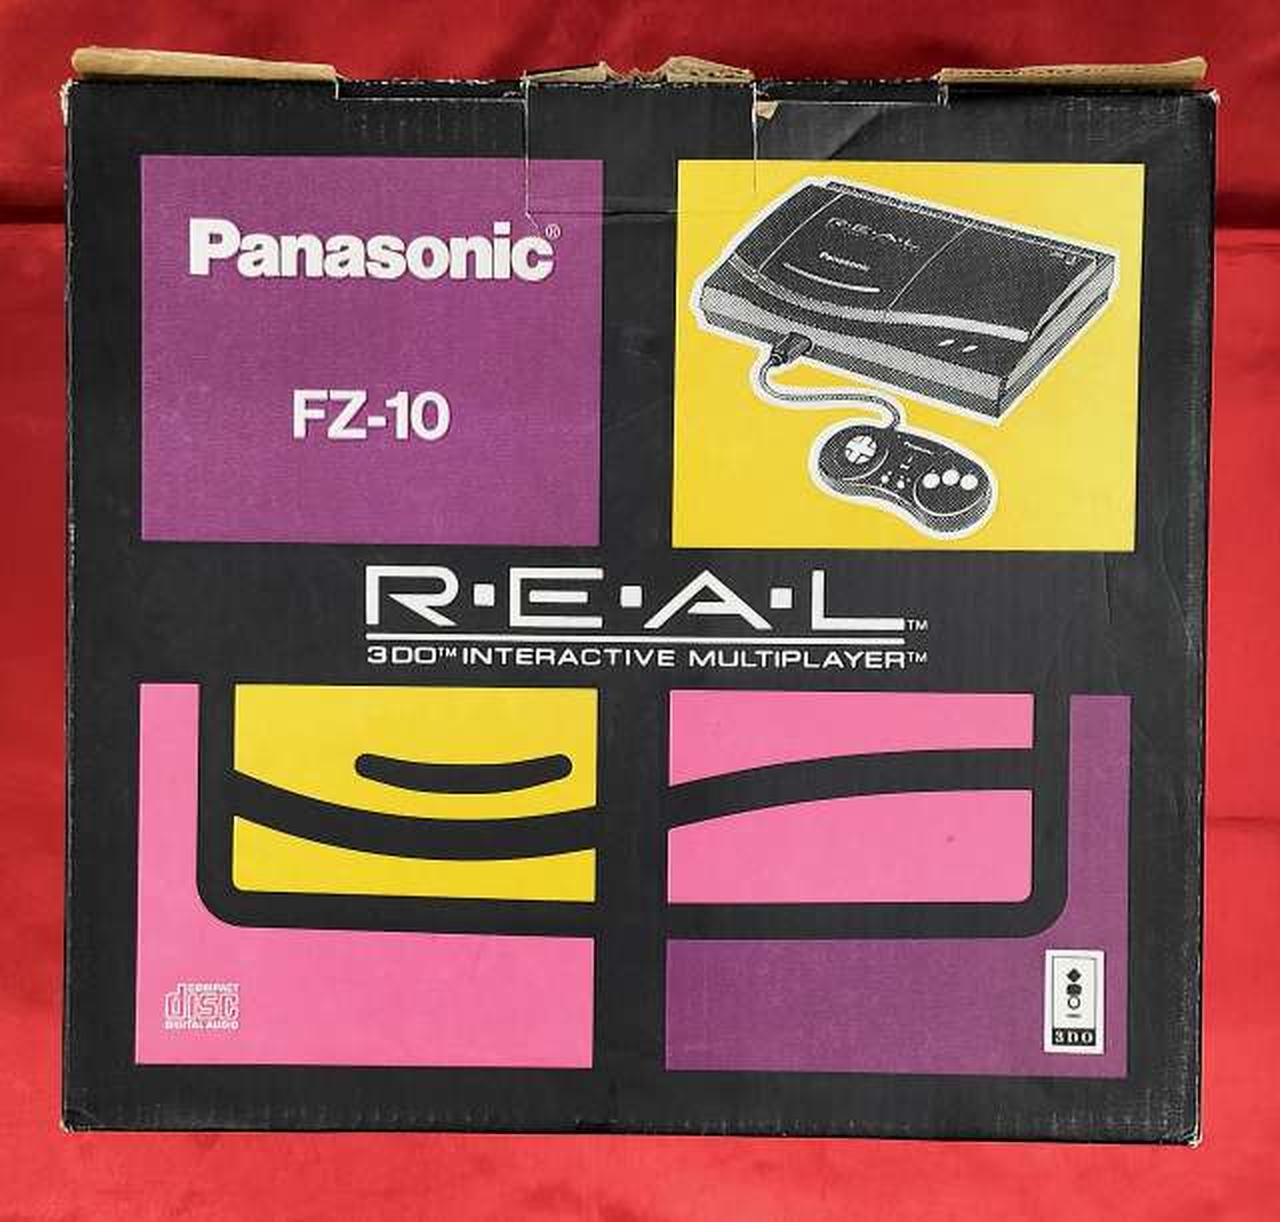 Panasonic®
FZ-10
R·E·A·L
Panasonic
R·E·A·L™
3DO™ INTERACTIVE MULTIPLAYER™
COMPACT
disc
DIGITAL AUDIO
3DO